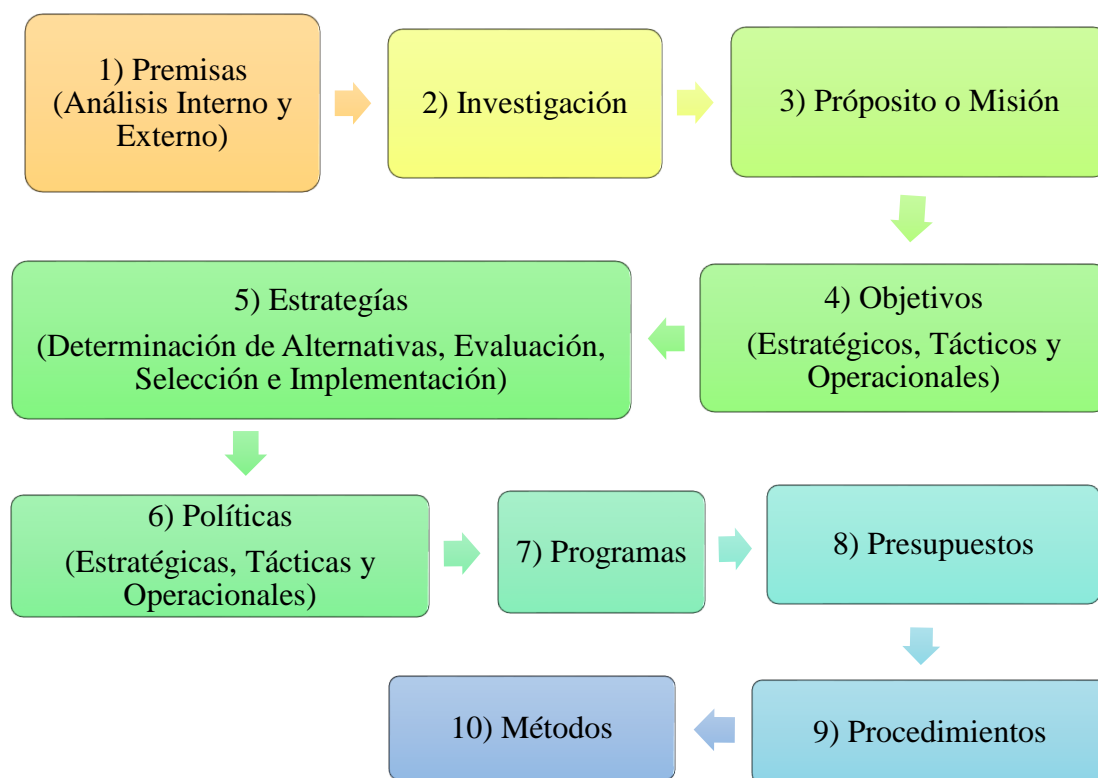 1) Premisas
(Análisis Interno y
Externo)
2) Investigación
3) Próposito o Misión
4) Objetivos
(Estratégicos, Tácticos y
Operacionales)
5) Estrategías
(Determinación de Alternativas, Evaluación,
Selección e Implementación)
6) Políticas
(Estratégicas, Tácticas y
Operacionales)
7) Programas
8) Presupuestos
9) Procedimientos
10) Métodos